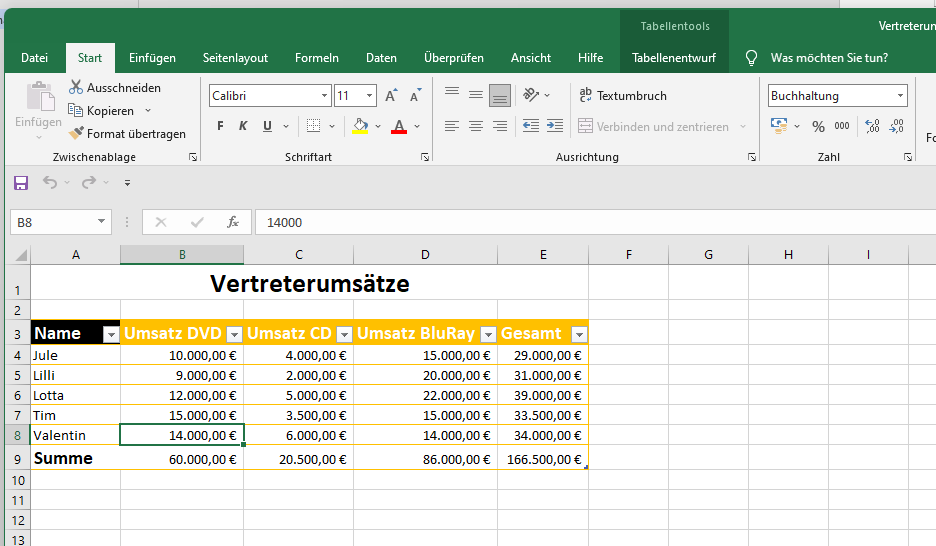 Tabellentools
Vertreterun
Datei Start Einfügen Seitenlayout Formeln Daten Überprüfen Ansicht Hilfe Tabellenentwurf Was möchten Sie tun?
Einfügen
Ausschneiden
Kopieren
Format übertragen
Zwischenablage
Calibri 11
F K U
Schriftart
ab Textumbruch
Verbinden und zentrieren
Ausrichtung
Buchhaltung
% 000
Zahl
Fo
B8 fx 14000
A B C D E F G H I
1 Vertreterumsätze
2
3 Name Umsatz DVD Umsatz CD Umsatz BluRay Gesamt
4 Jule 10.000,00 € 4.000,00 € 15.000,00 € 29.000,00 €
5 Lilli 9.000,00 € 2.000,00 € 20.000,00 € 31.000,00 €
6 Lotta 12.000,00 € 5.000,00 € 22.000,00 € 39.000,00 €
7 Tim 15.000,00 € 3.500,00 € 15.000,00 € 33.500,00 €
8 Valentin 14.000,00 € 6.000,00 € 14.000,00 € 34.000,00 €
9 Summe 60.000,00 € 20.500,00 € 86.000,00 € 166.500,00 €
10
11
12
13